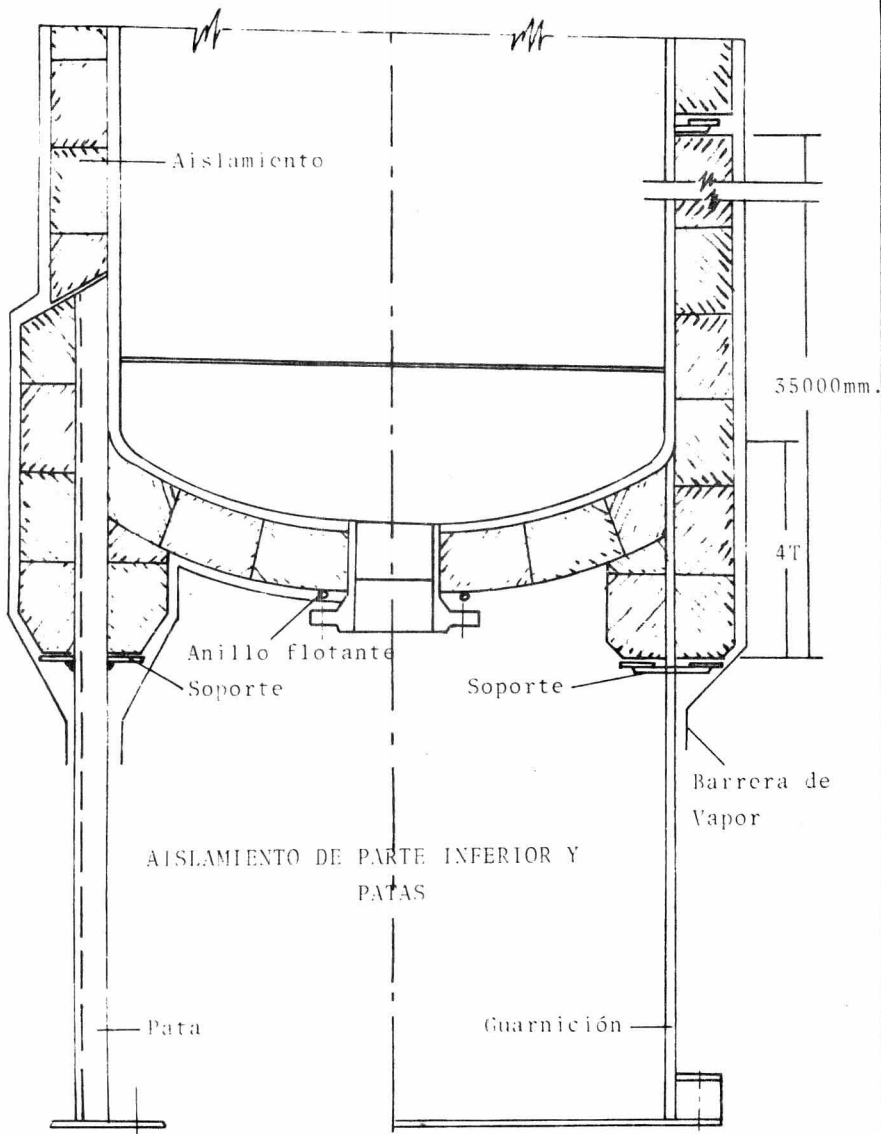 Aislamiento
35000mm.
4T
Anillo flotante
Soporte
Soporte
Barrera de
Vapor
AISLAMIENTO DE PARTE INFERIOR Y
PATAS
Pata
Guarnición